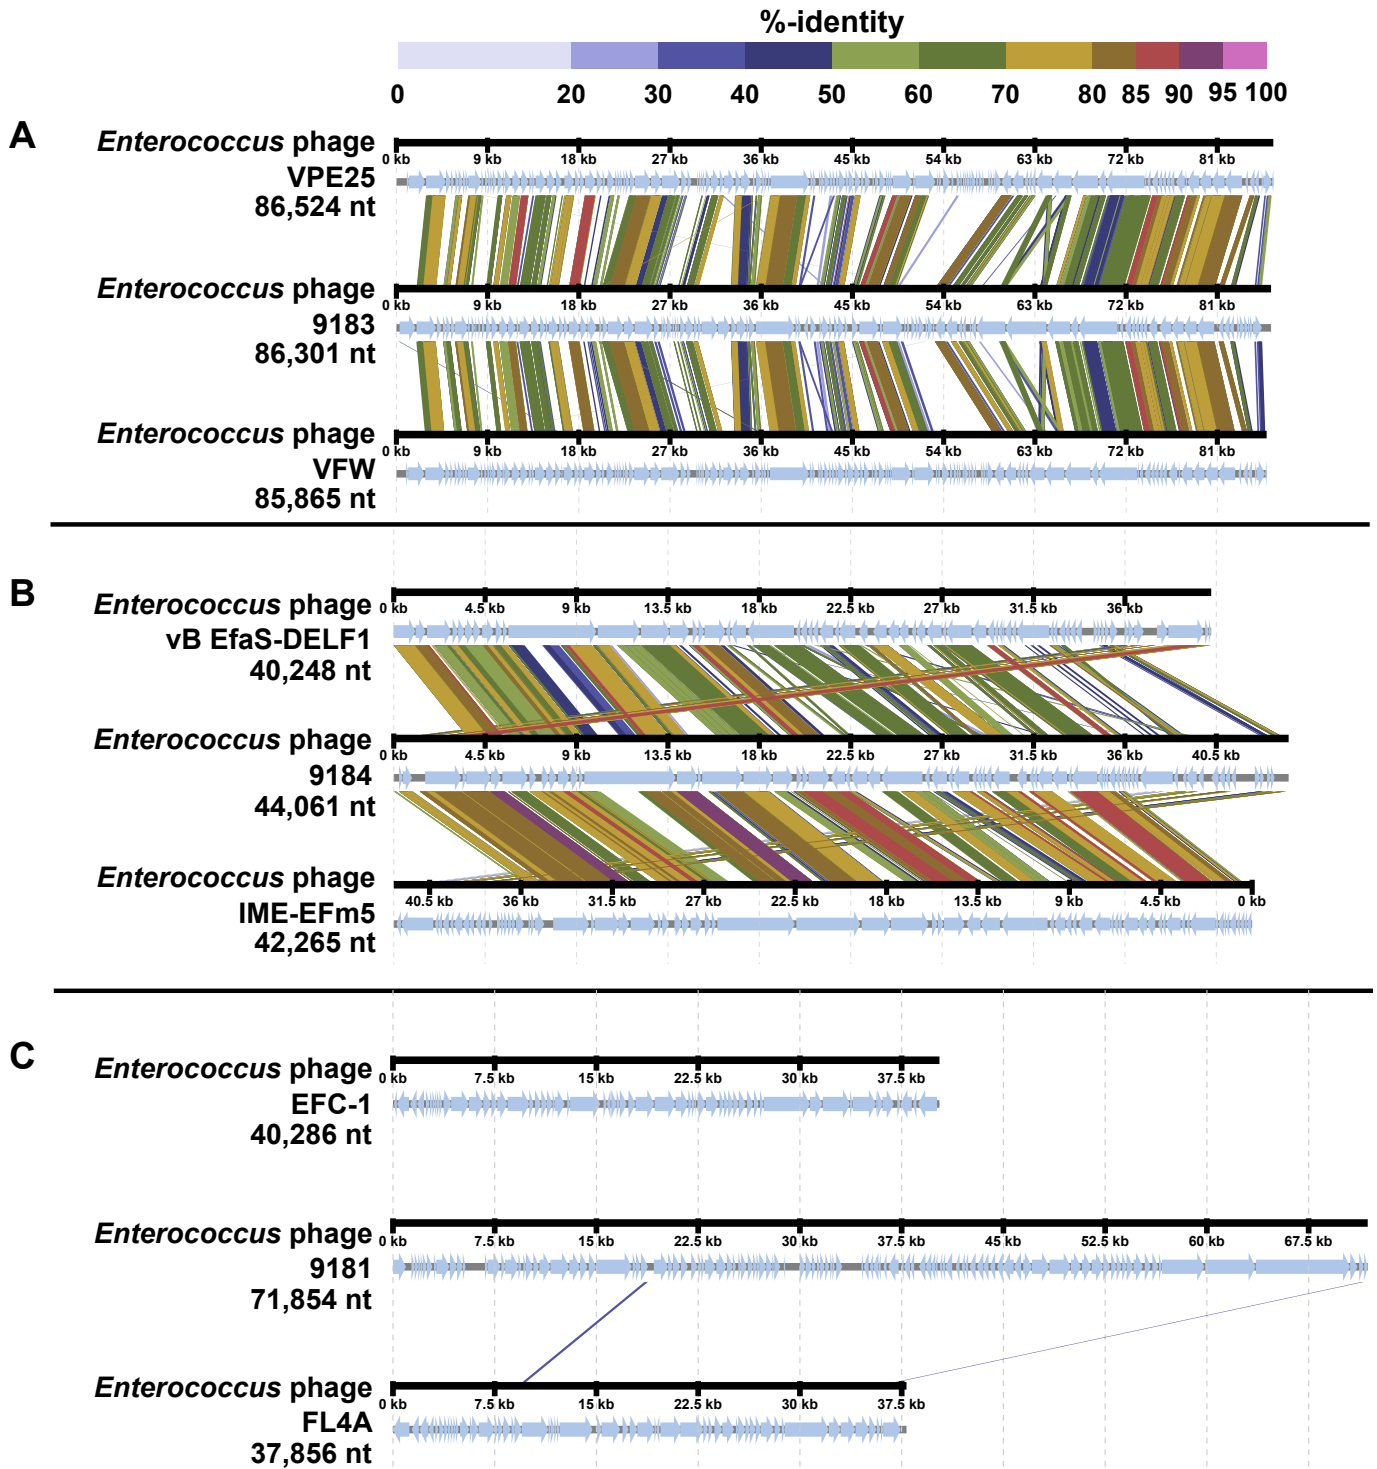 %-identity
0 20 30 40 50 60 70 80 85 90 95 100
A
Enterococcus phage
0 kb 9 kb 18 kb 27 kb 36 kb 45 kb 54 kb 63 kb 72 kb 81 kb
VPE25
86,524 nt
Enterococcus phage
0 kb 9 kb 18 kb 27 kb 36 kb 45 kb 54 kb 63 kb 72 kb 81 kb
9183
86,301 nt
Enterococcus phage
0 kb 9 kb 18 kb 27 kb 36 kb 45 kb 54 kb 63 kb 72 kb 81 kb
VFW
85,865 nt
B
Enterococcus phage
0 kb 4.5 kb 9 kb 13.5 kb 18 kb 22.5 kb 27 kb 31.5 kb 36 kb
vB EfaS-DELF1
40,248 nt
Enterococcus phage
0 kb 4.5 kb 9 kb 13.5 kb 18 kb 22.5 kb 27 kb 31.5 kb 36 kb 40.5 kb
9184
44,061 nt
Enterococcus phage
40.5 kb 36 kb 31.5 kb 27 kb 22.5 kb 18 kb 13.5 kb 9 kb 4.5 kb 0 kb
IME-EFm5
42,265 nt
C
Enterococcus phage
0 kb 7.5 kb 15 kb 22.5 kb 30 kb 37.5 kb
EFC-1
40,286 nt
Enterococcus phage
0 kb 7.5 kb 15 kb 22.5 kb 30 kb 37.5 kb 45 kb 52.5 kb 60 kb 67.5 kb
9181
71,854 nt
Enterococcus phage
0 kb 7.5 kb 15 kb 22.5 kb 30 kb 37.5 kb
FL4A
37,856 nt